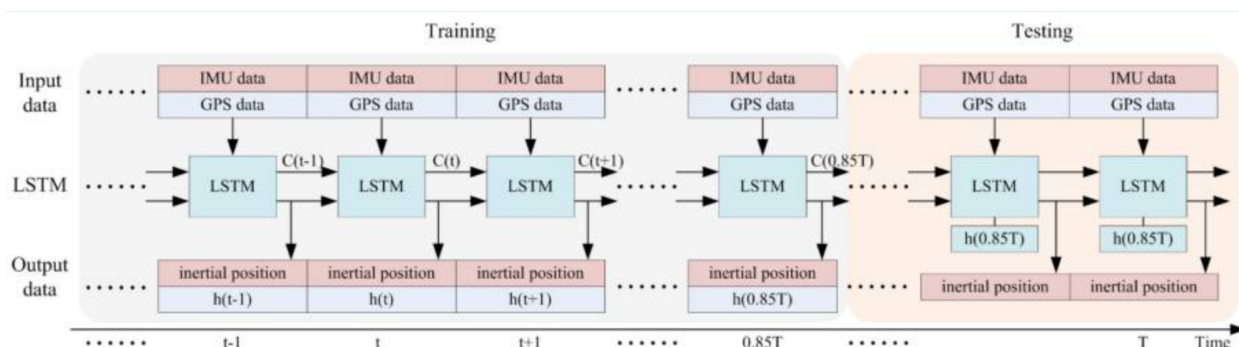 Training Testing
Input data IMU data IMU data IMU data IMU data IMU data IMU data
GPS data GPS data GPS data GPS data GPS data GPS data
C(t-1) C(t) C(t+1) C(0.85T)
LSTM LSTM LSTM LSTM LSTM LSTM LSTM
h(0.85T) h(0.85T)
Output data inertial position inertial position inertial position inertial position inertial position inertial position
h(t-1) h(t) h(t+1) h(0.85T)
t-1 t t+1 0.85T T Time